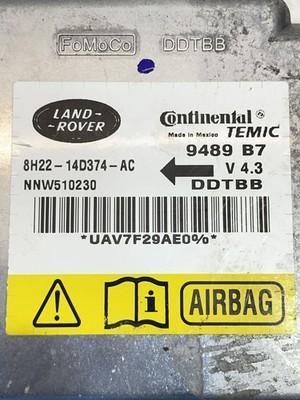 FoMoCo DDTBB
LAND-
-ROVER
Continental
Made in Mexico TEMIC
9489 B7
8H22-14D374-AC
V 4.3
NNW510230
DDTBB
*UAV7F29AE0%*
AIRBAG